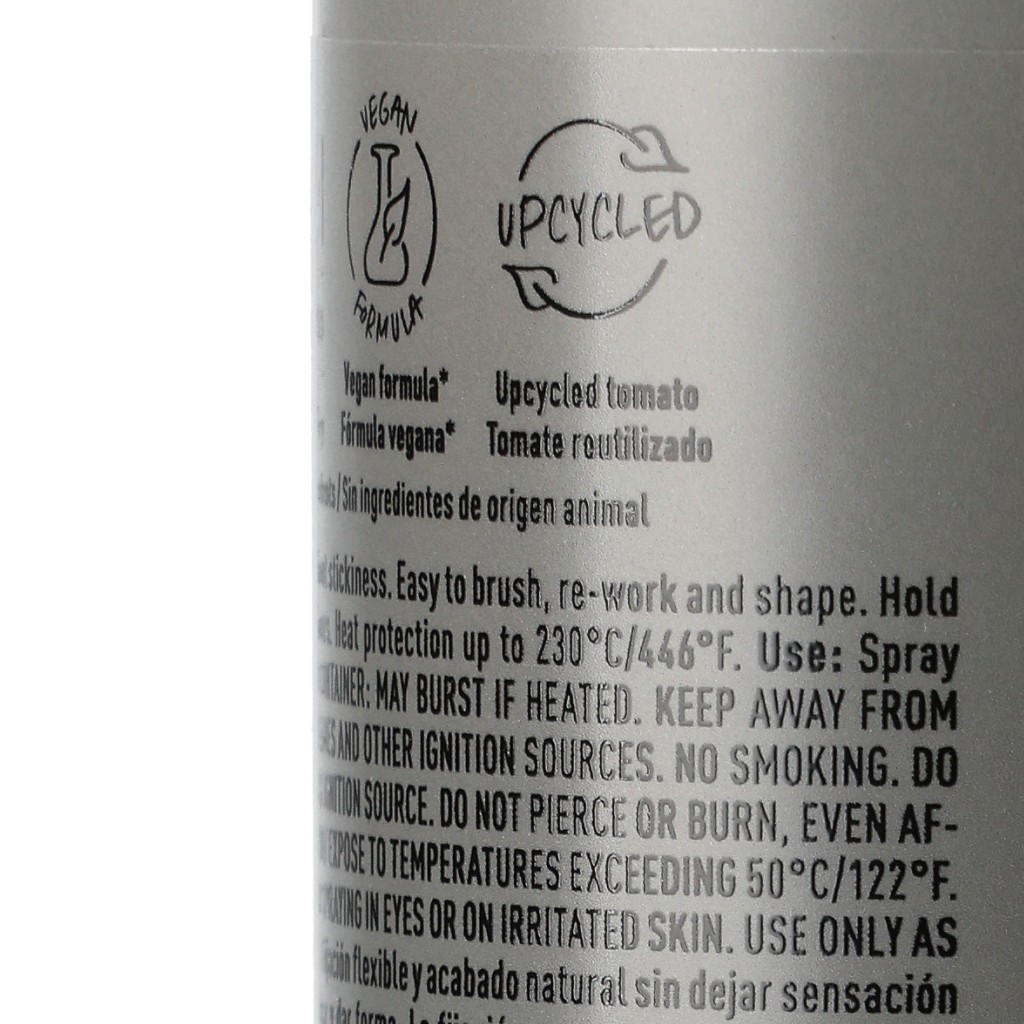 VEGAN
FORMULA
UPCYCLED
Vegan formula*
Fórmula vegana*
Upcycled tomato
Tomate reutilizado
/Sin ingredientes de origen animal
stickiness. Easy to brush, re-work and shape. Hold
Heat protection up to 230°C/446°F. Use: Spray
MAY BURST IF HEATED. KEEP AWAY FROM
AND OTHER IGNITION SOURCES. NO SMOKING. DO
SOURCE. DO NOT PIERCE OR BURN, EVEN AF-
EXPOSE TO TEMPERATURES EXCEEDING 50°C/122°F.
IN EYES OR ON IRRITATED SKIN. USE ONLY AS
flexible y acabado natural sin dejar sensación
dar forma.